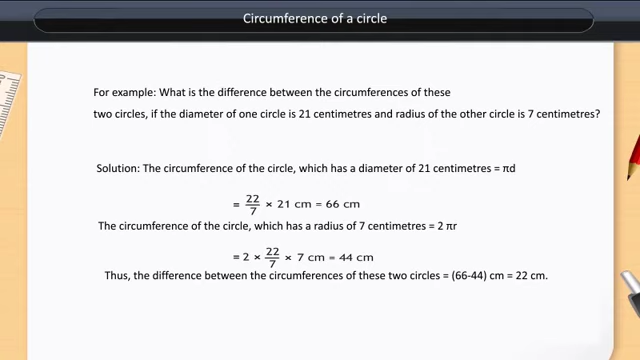 Circumference of a circle
For example: What is the difference between the circumferences of these
two circles, if the diameter of one circle is 21 centimetres and radius of the other circle is 7 centimetres?
Solution: The circumference of the circle, which has a diameter of 21 centimetres = πd
= 22/7 × 21 cm = 66 cm
The circumference of the circle, which has a radius of 7 centimetres = 2 πr
= 2 × 22/7 × 7 cm = 44 cm
Thus, the difference between the circumferences of these two circles = (66-44) cm = 22 cm.